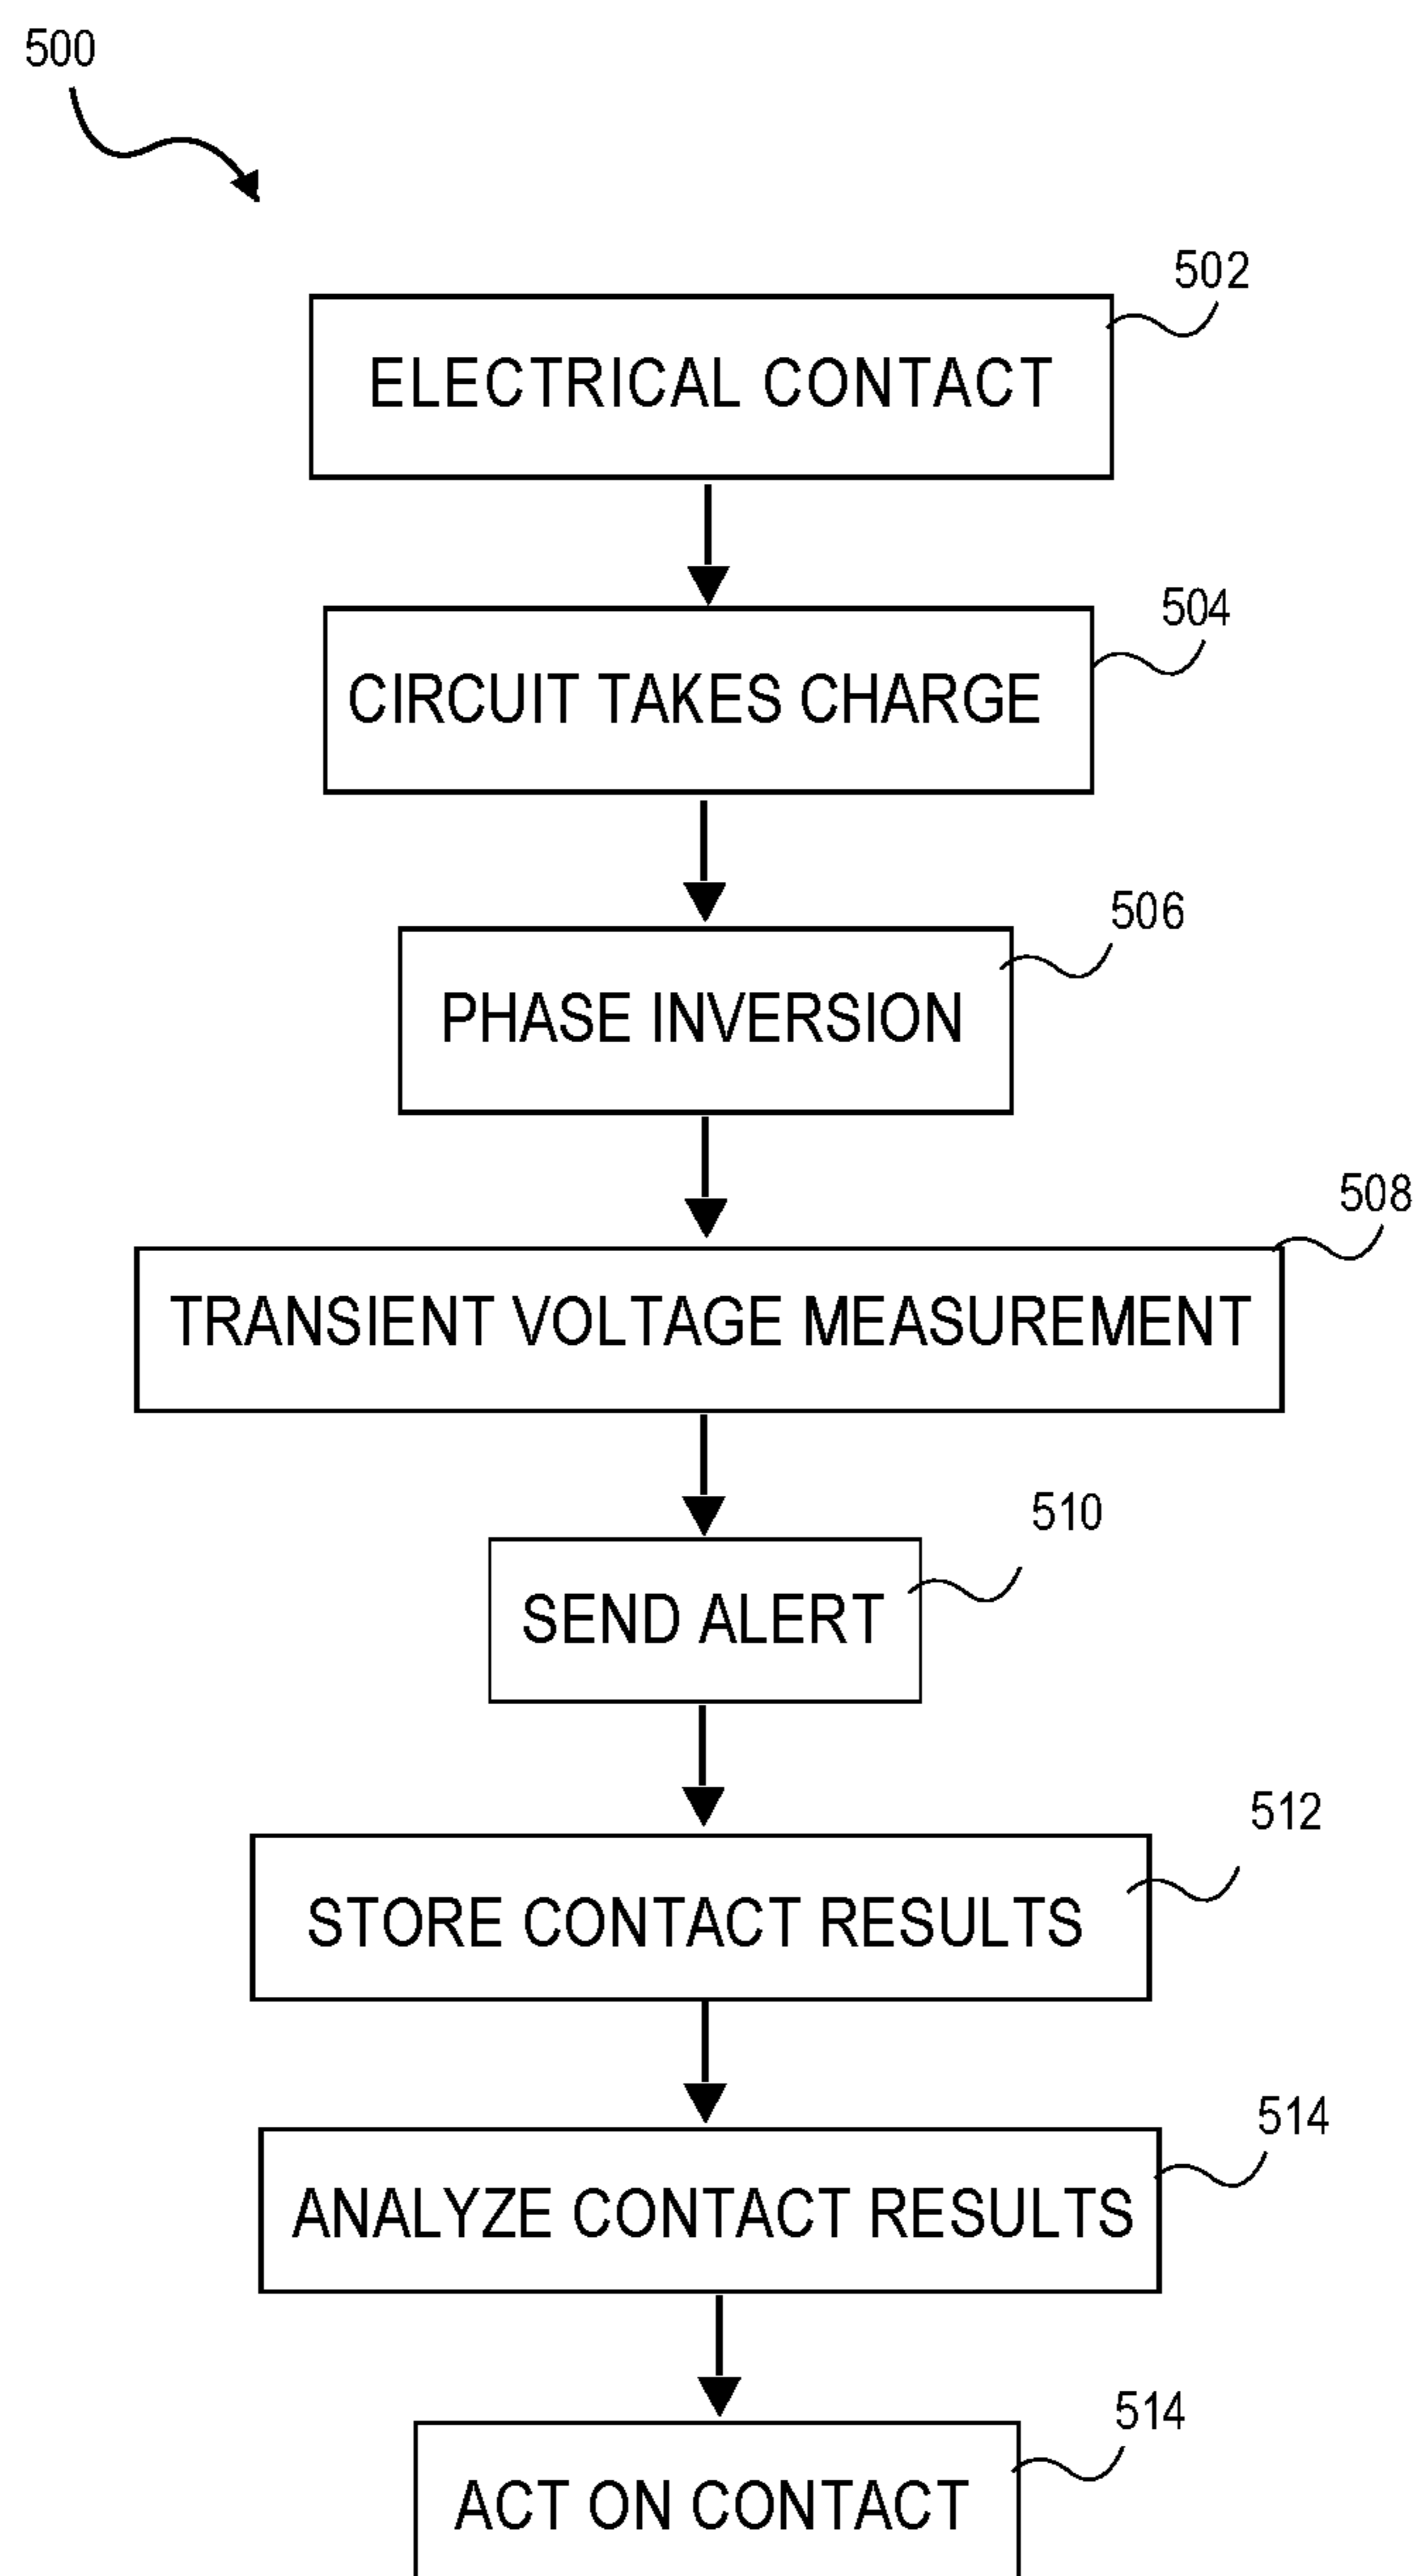 500
502
ELECTRICAL CONTACT
504
CIRCUIT TAKES CHARGE
506
PHASE INVERSION
508
TRANSIENT VOLTAGE MEASUREMENT
510
SEND ALERT
512
STORE CONTACT RESULTS
514
ANALYZE CONTACT RESULTS
514
ACT ON CONTACT